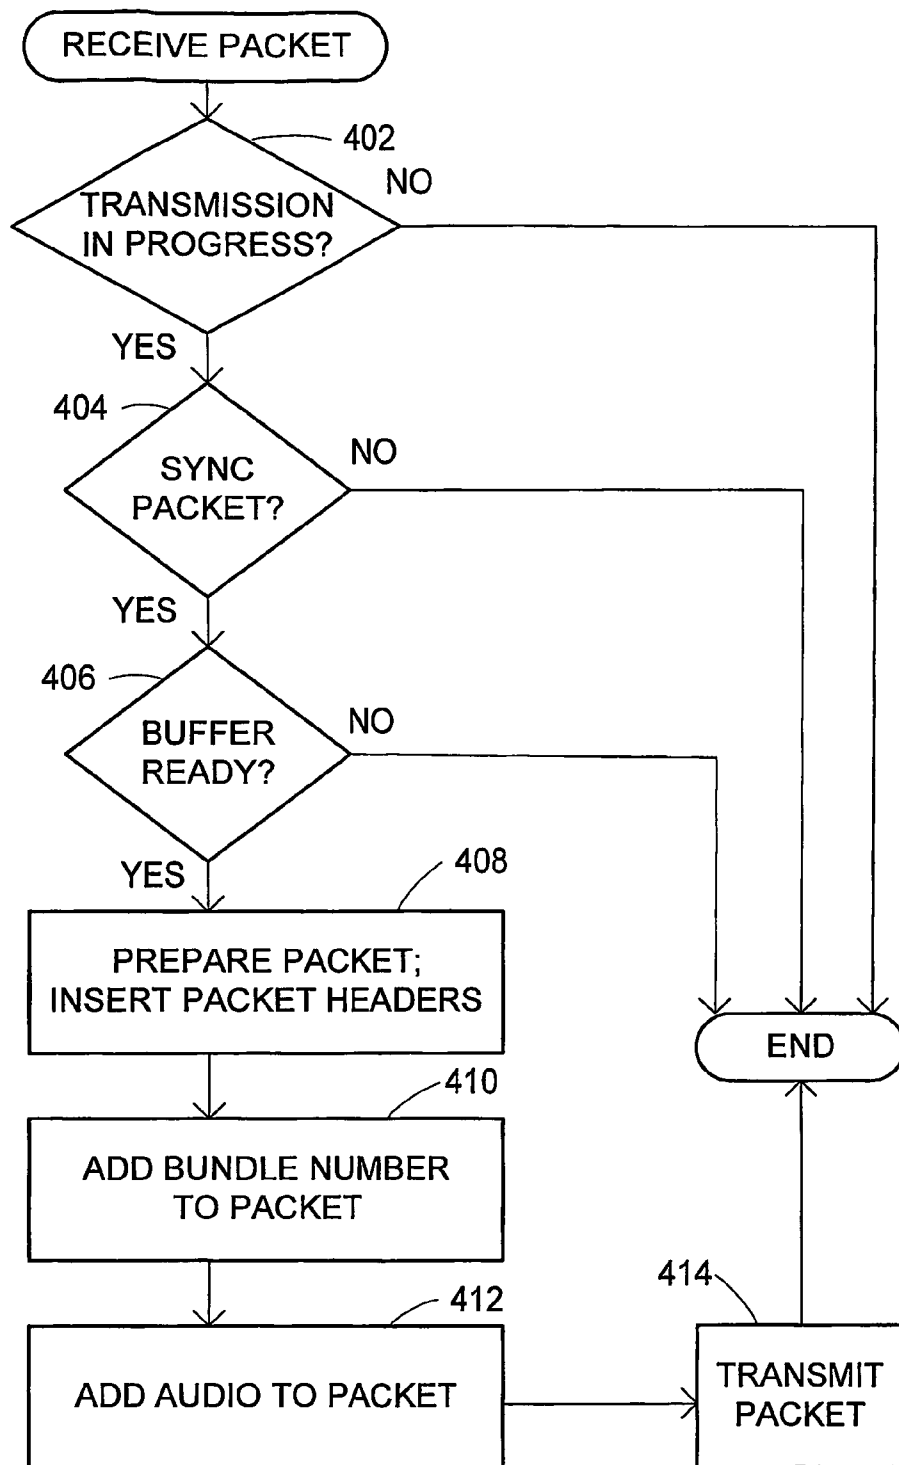 RECEIVE PACKET
402
NO
TRANSMISSION
IN PROGRESS?
YES
404
NO
SYNC
PACKET?
YES
406
NO
BUFFER
READY?
YES
408
PREPARE PACKET;
INSERT PACKET HEADERS
END
410
ADD BUNDLE NUMBER
TO PACKET
412
414
ADD AUDIO TO PACKET
TRANSMIT
PACKET